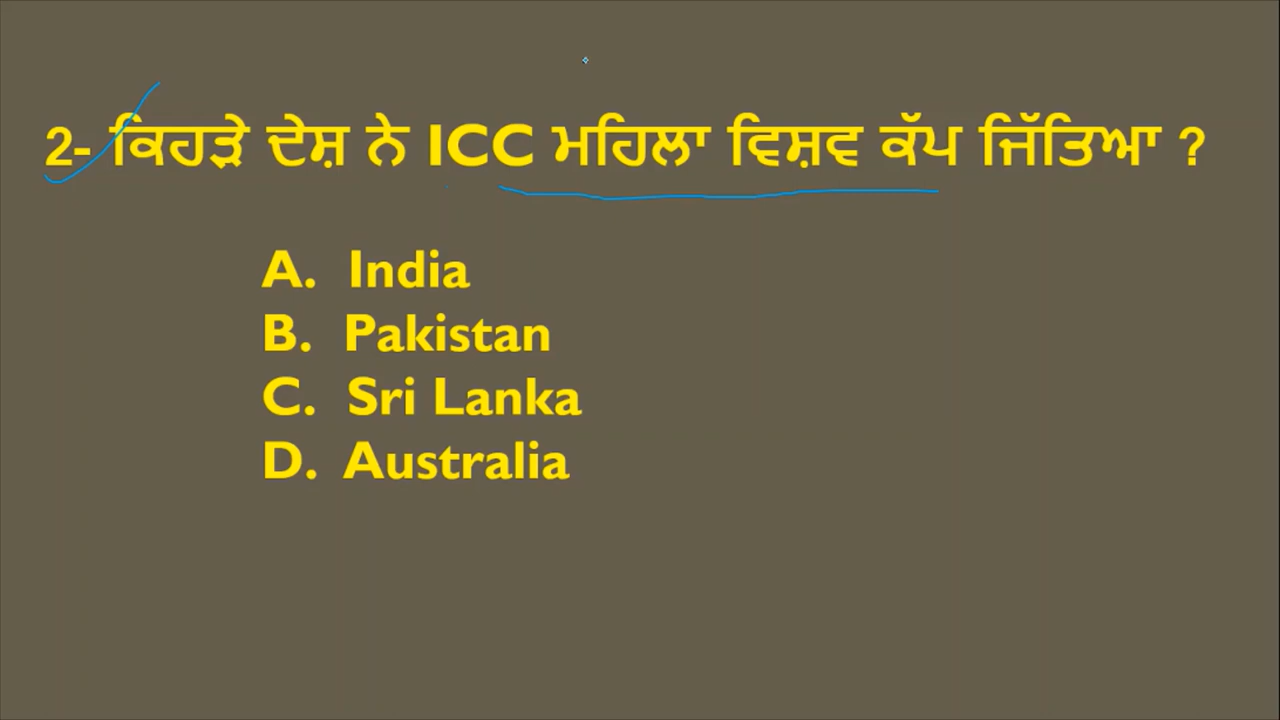 2- ਕਿਹੜੇ ਦੇਸ਼ ਨੇ ICC ਮਹਿਲਾ ਵਿਸ਼ਵ ਕੱਪ ਜਿੱਤਿਆ ?
A. India
B. Pakistan
C. Sri Lanka
D. Australia